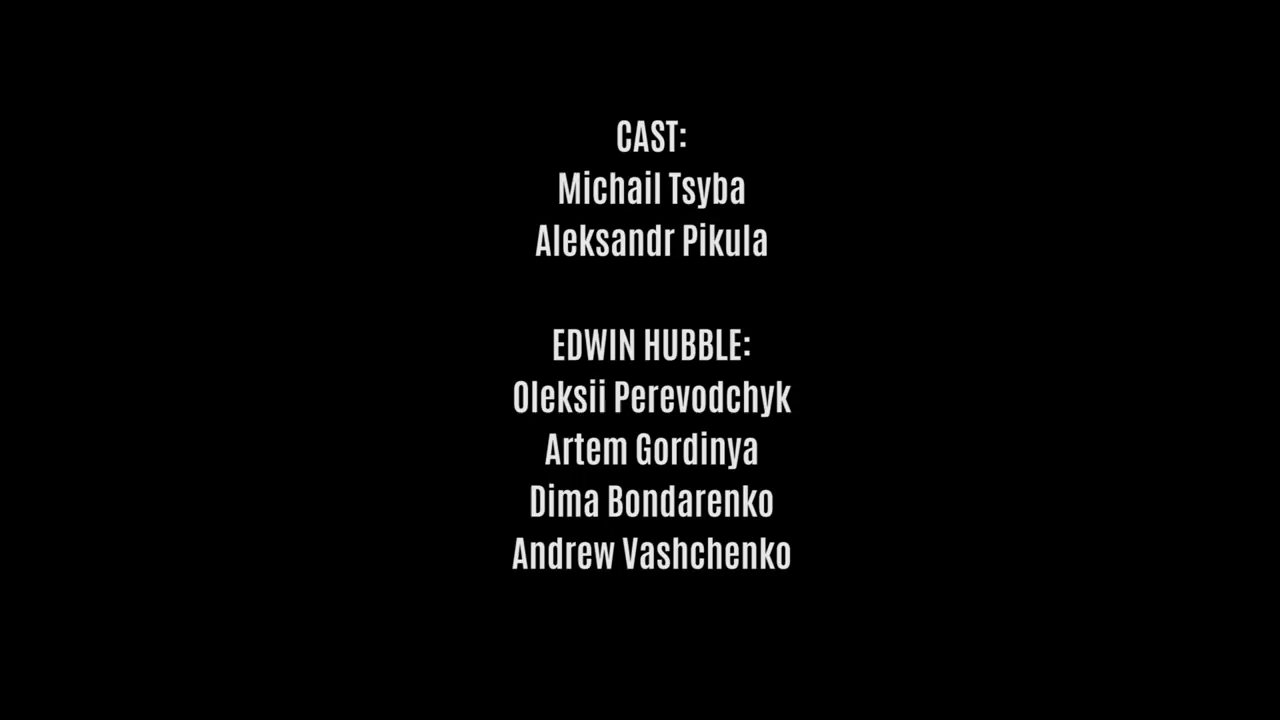 CAST:
Michail Tsyba
Aleksandr Pikula
EDWIN HUBBLE:
Oleksii Perevodchyk
Artem Gordinya
Dima Bondarenko
Andrew Vashchenko